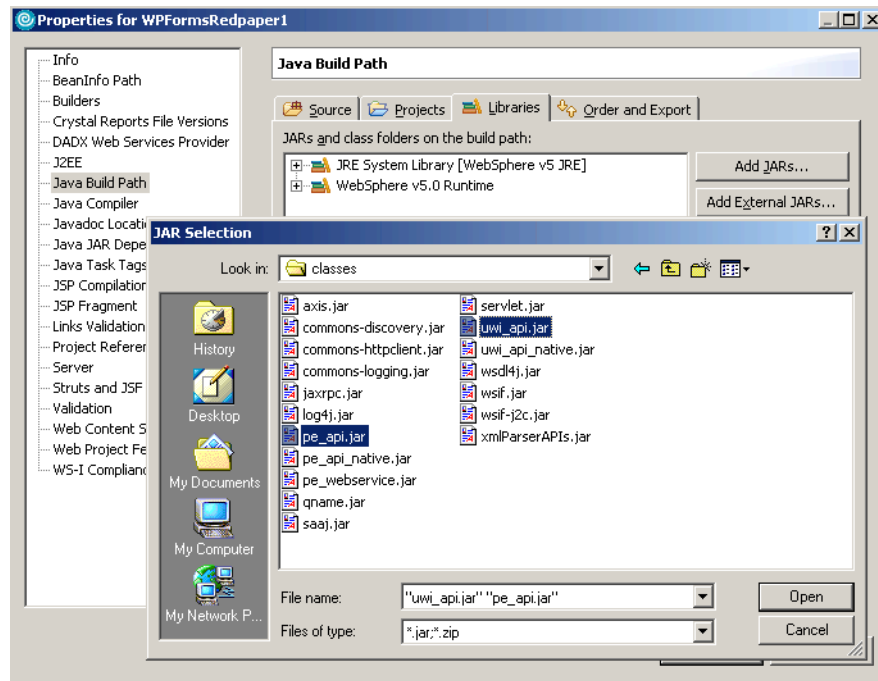 Properties for WPFormsRedpaper1
Info
BeanInfo Path
Builders
Crystal Reports File Versions
DADX Web Services Provider
J2EE
Java Build Path
Java Compiler
Javadoc Locati
Java JAR Depe
Java Task Tags
JSP Compilation
JSP Fragment
Links Validation
Project Referen
Server
Struts and JSF
Validation
Web Content S
Web Project Fe
WS-I Complianc
Java Build Path
Source Projects Libraries Order and Export
JARs and class folders on the build path:
JRE System Library [WebSphere v5 JRE]
WebSphere v5.0 Runtime
Add JARs...
Add External JARs...
JAR Selection
Look in: classes
History
Desktop
My Documents
My Computer
My Network P...
axis.jar
commons-discovery.jar
commons-httpclient.jar
commons-logging.jar
jaxrpc.jar
log4j.jar
pe_api.jar
pe_api_native.jar
pe_webservice.jar
qname.jar
saaj.jar
servlet.jar
uwi_api.jar
uwi_api_native.jar
wsdl4j.jar
wsif.jar
wsif-j2c.jar
xmlParserAPIs.jar
File name: "uwi_api.jar" "pe_api.jar"
Open
Files of type: *.jar;*.zip
Cancel